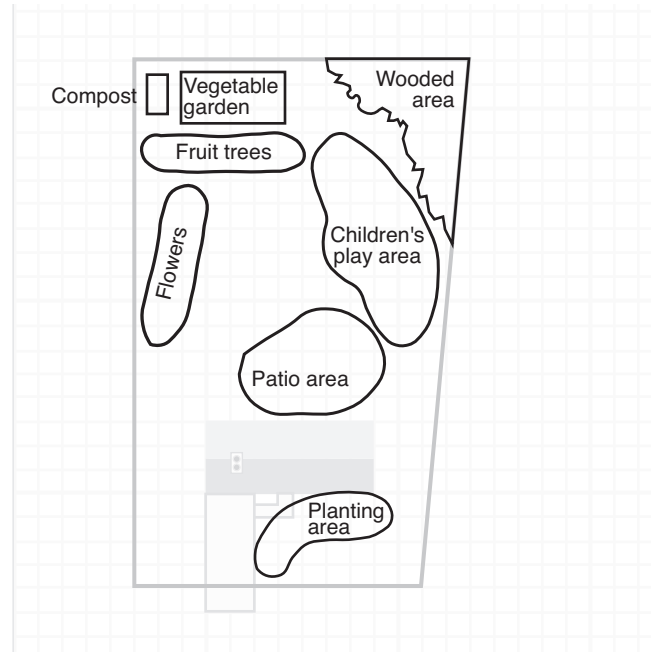 Compost
Vegetable
garden
Wooded
area
Fruit trees
Flowers
Children's
play area
Patio area
Planting
area